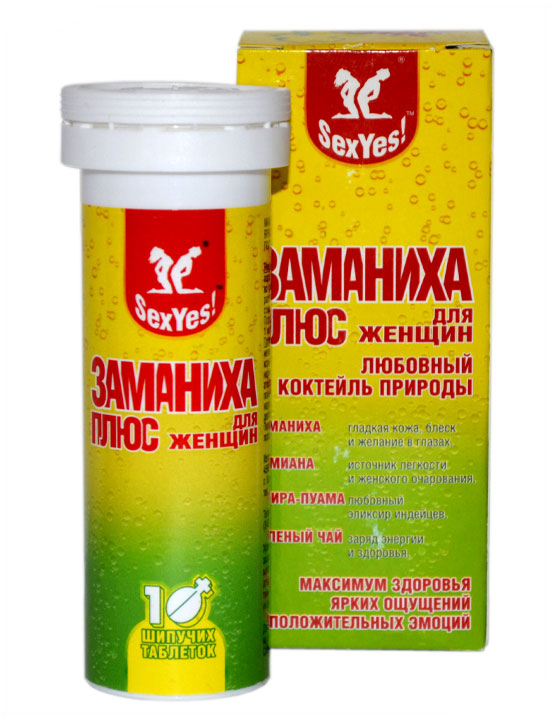 SexYes!
ЗАМАНИХА
ПЛЮС ДЛЯ ЖЕНЩИН
10
ШИПУЧИХ
ТАБЛЕТОК
SexYes!
ТМ
ЗАМАНИХА
ПЛЮС ДЛЯ ЖЕНЩИН
ЛЮБОВНЫЙ
КОКТЕЙЛЬ ПРИРОДЫ
МАНИХА гладкая кожа, блеск
и желание в глазах.
МИАНА источник легкости
и женского очарования.
ИРА-ПУАМА любовный
эликсир индейцев.
ЛЕНЫЙ ЧАЙ заряд энергии
и здоровья.
МАКСИМУМ ЗДОРОВЬЯ
ЯРКИХ ОЩУЩЕНИЙ
ПОЛОЖИТЕЛЬНЫХ ЭМОЦИЙ